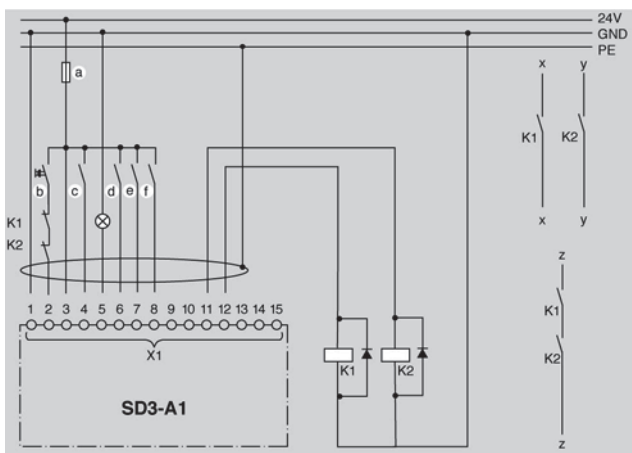 24V
GND
PE
a
x y
K1 K2
x y
b c d e f
K1
K2
z
K1
K2
z
1 2 3 4 5 6 7 8 9 10 11 12 13 14 15
X1
K1 K2
SD3-A1